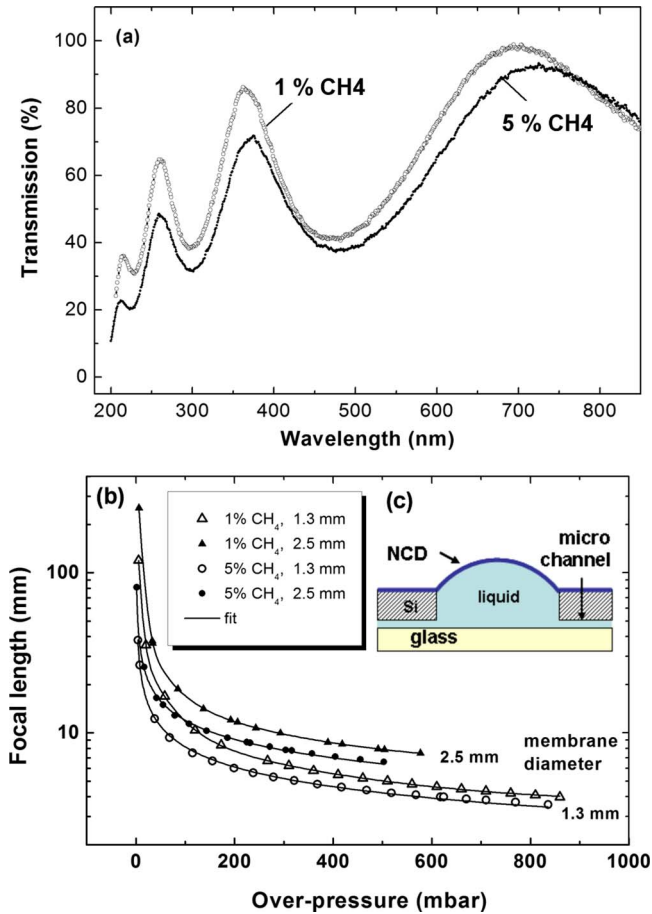 (a)
100
80
60
40
20
0
Transmission (%)
1 % CH4
5 % CH4
200 300 400 500 600 700 800
Wavelength (nm)
(b)
1% CH₄, 1.3 mm
1% CH₄, 2.5 mm
5% CH₄, 1.3 mm
5% CH₄, 2.5 mm
fit
(c)
NCD
micro
channel
Si
liquid
glass
100
10
Focal length (mm)
2.5 mm
membrane
diameter
1.3 mm
0 200 400 600 800 1000
Over-pressure (mbar)